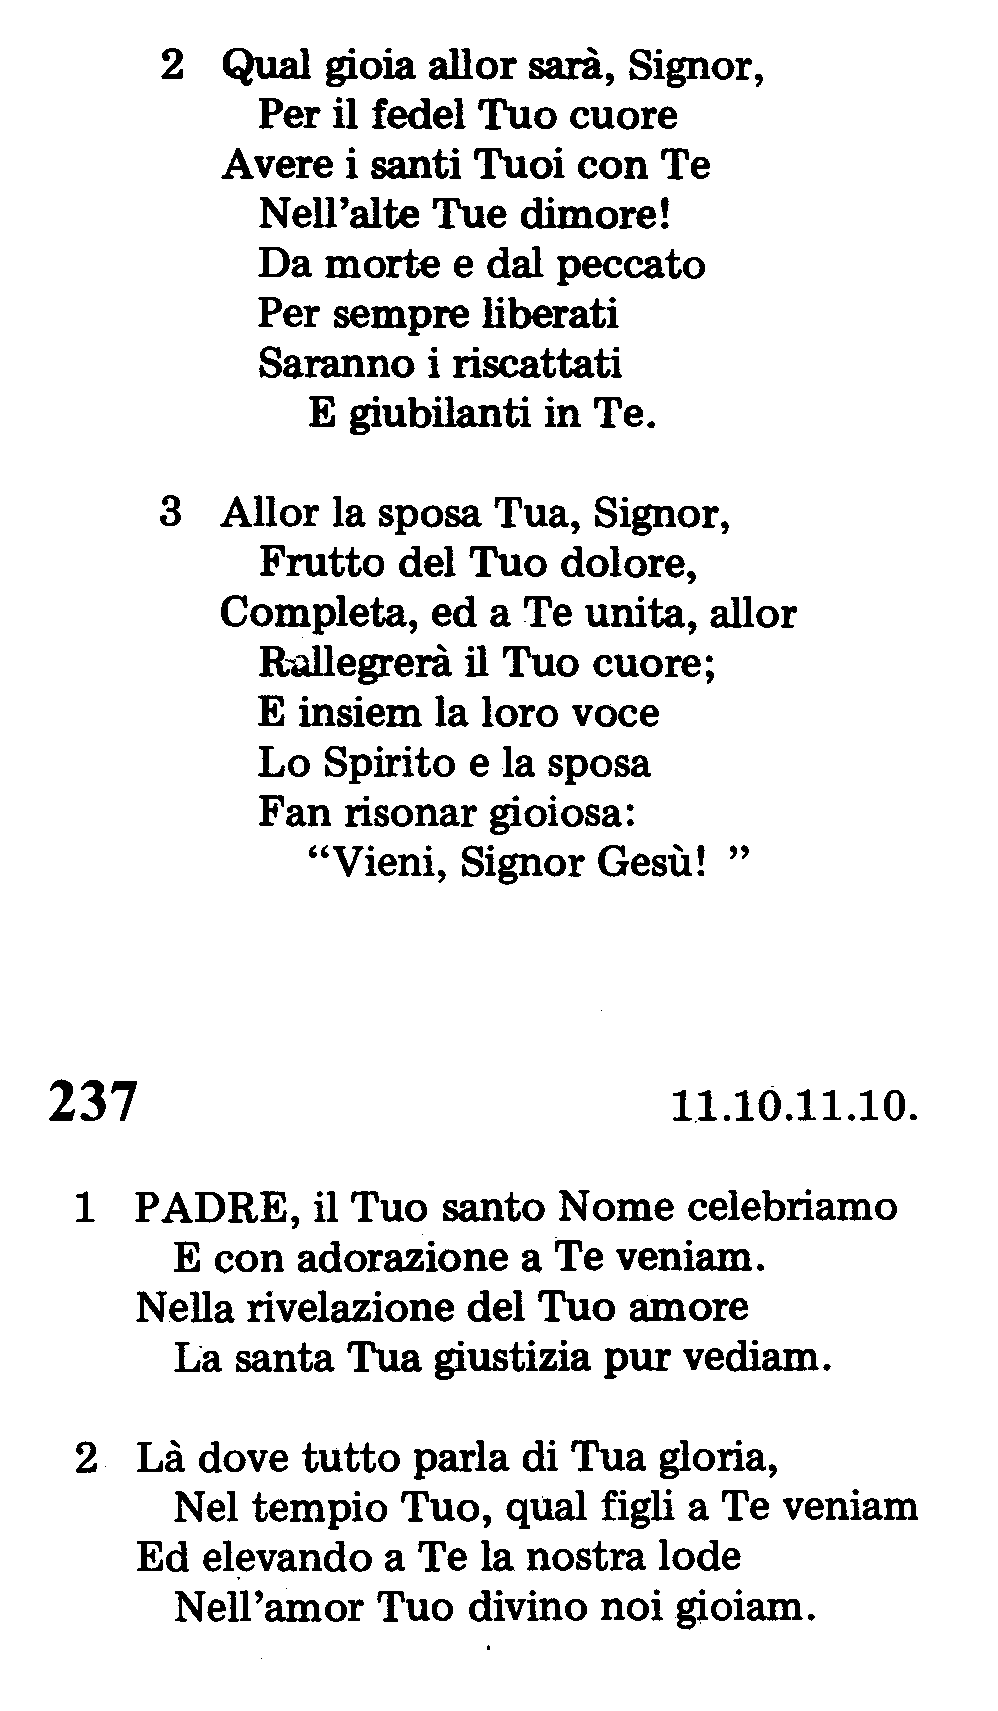 2 Qual gioia allor sarà, Signor,
Per il fedel Tuo cuore
Avere i santi Tuoi con Te
Nell'alte Tue dimore!
Da morte e dal peccato
Per sempre liberati
Saranno i riscattati
E giubilanti in Te.
3 Allor la sposa Tua, Signor,
Frutto del Tuo dolore,
Completa, ed a Te unita, allor
Rallegrerà il Tuo cuore;
E insiem la loro voce
Lo Spirito e la sposa
Fan risonar gioiosa:
“Vieni, Signor Gesù! ”
237 11.10.11.10.
1 PADRE, il Tuo santo Nome celebriamo
E con adorazione a Te veniam.
Nella rivelazione del Tuo amore
La santa Tua giustizia pur vediam.
2 Là dove tutto parla di Tua gloria,
Nel tempio Tuo, qual figli a Te veniam
Ed elevando a Te la nostra lode
Nell'amor Tuo divino noi gioiam.